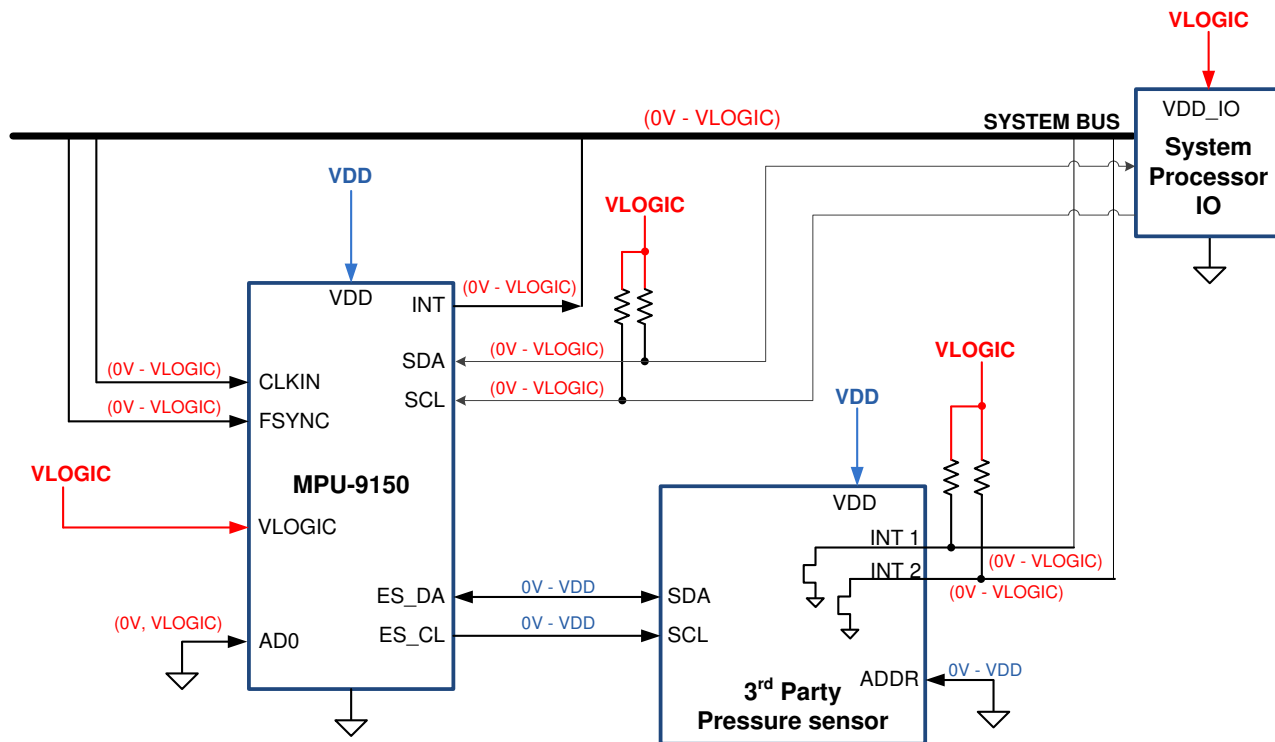 VLOGIC
VDD_IO
System
Processor
IO
(0V - VLOGIC)
SYSTEM BUS
VDD
VLOGIC
VDD
INT
(0V - VLOGIC)
SDA
(0V - VLOGIC)
SCL
(0V - VLOGIC)
(0V - VLOGIC)
CLKIN
(0V - VLOGIC)
FSYNC
VLOGIC
VDD
VLOGIC
MPU-9150
VLOGIC
VDD
INT 1
(0V - VLOGIC)
INT 2
(0V - VLOGIC)
ES_DA
0V - VDD
SDA
ES_CL
0V - VDD
SCL
(0V, VLOGIC)
AD0
ADDR
0V - VDD
3rd Party
Pressure sensor